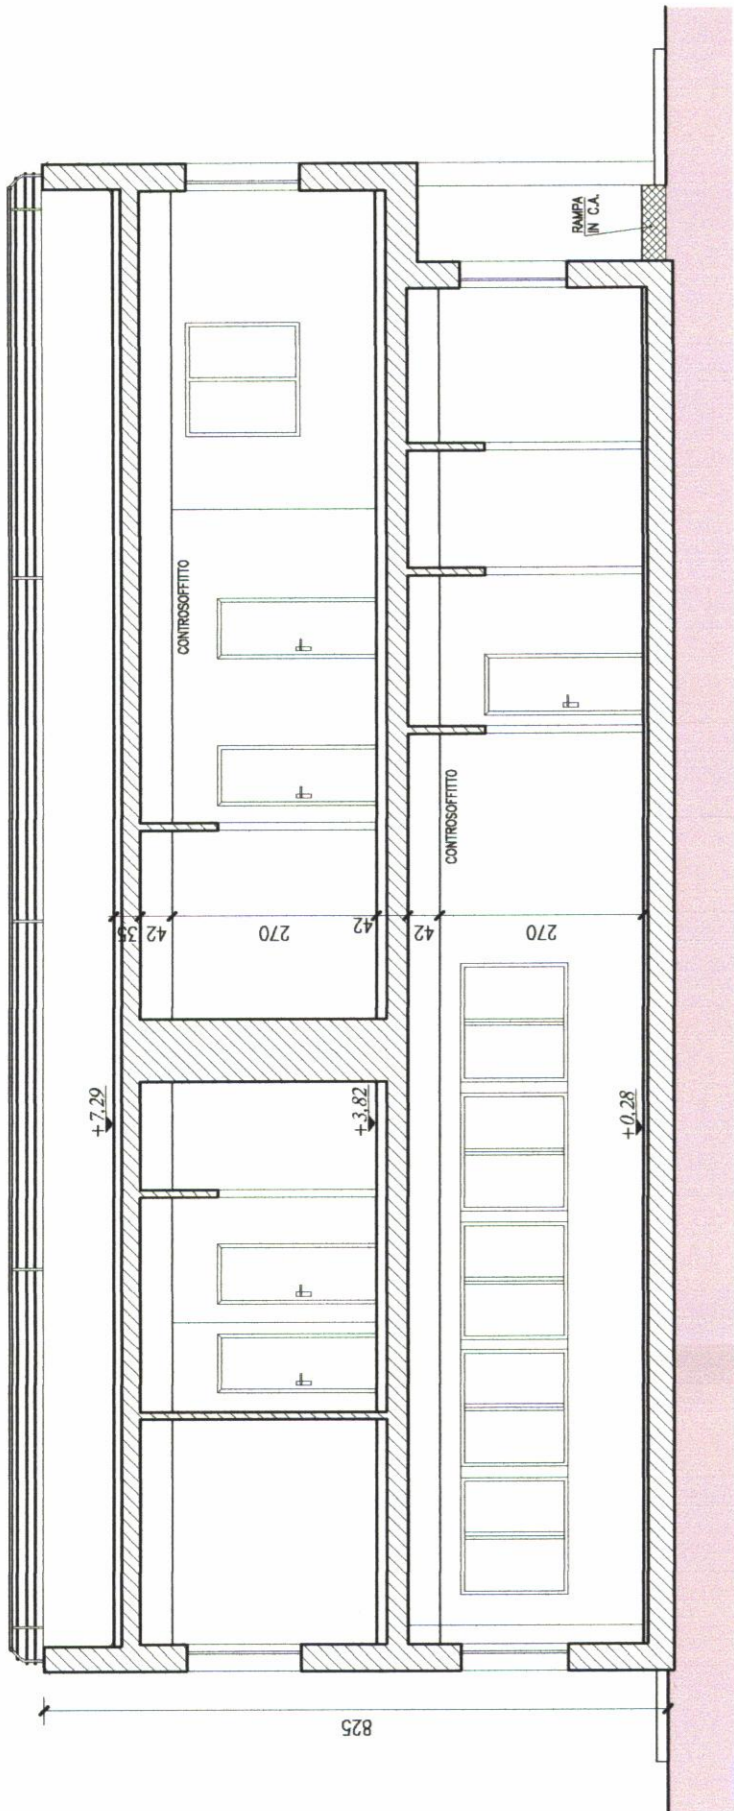 825
+7,29
+3,82
+0,28
35
42
270
42
42
270
CONTROSOFFITTO
CONTROSOFFITTO
RAMPA
IN C.A.